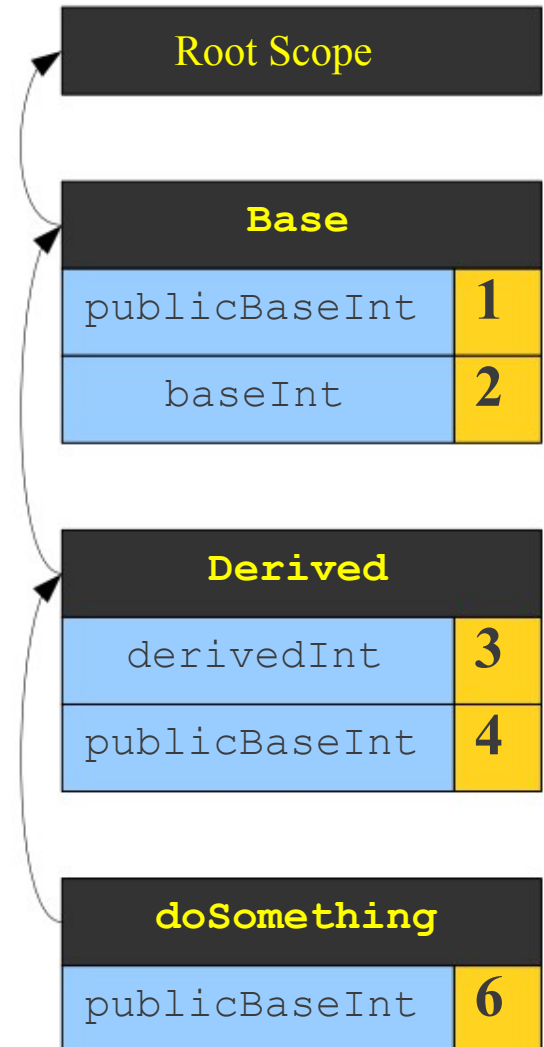 Root Scope
Base
publicBaseInt 1
baseInt 2
Derived
derivedInt 3
publicBaseInt 4
doSomething
publicBaseInt 6